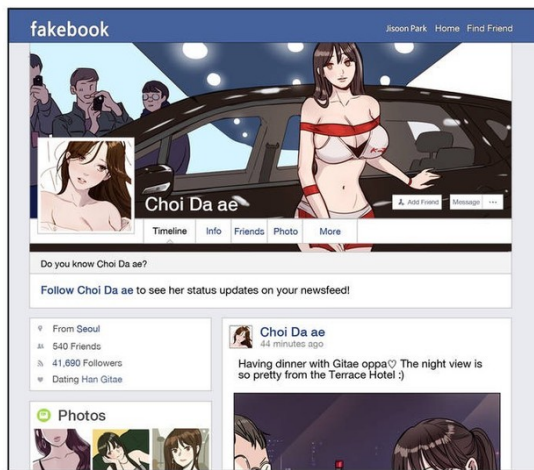 fakebook
Jisoon Park Home Find Friend
Choi Da ae
Add Friend Message ...
Timeline Info Friends Photo More
Do you know Choi Da ae?
Follow Choi Da ae to see her status updates on your newsfeed!
From Seoul
540 Friends
41,690 Followers
Dating Han Gitae
Photos
Choi Da ae
44 minutes ago
Having dinner with Gitae oppa♡ The night view is
so pretty from the Terrace Hotel :)